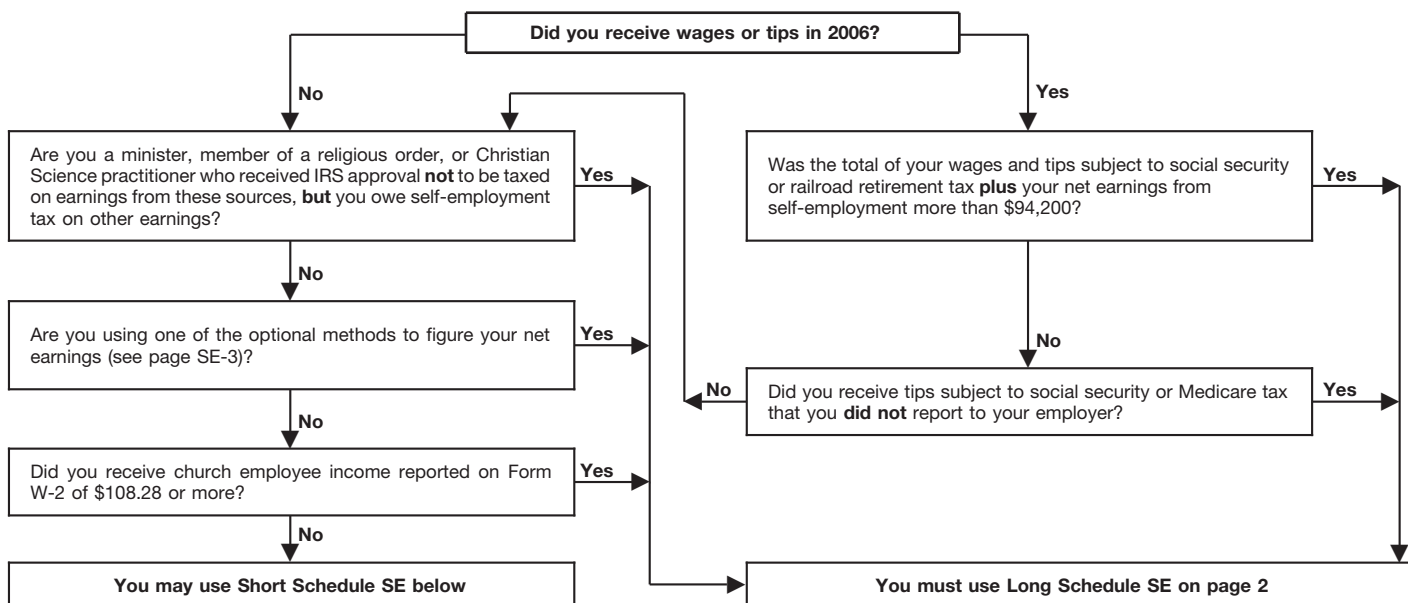 Did you receive wages or tips in 2006?
No
Yes
Are you a minister, member of a religious order, or Christian
Science practitioner who received IRS approval not to be taxed
on earnings from these sources, but you owe self-employment
tax on other earnings?
Yes
Was the total of your wages and tips subject to social security
or railroad retirement tax plus your net earnings from
self-employment more than $94,200?
Yes
No
Are you using one of the optional methods to figure your net
earnings (see page SE-3)?
Yes
No
No
Did you receive tips subject to social security or Medicare tax
that you did not report to your employer?
Yes
No
Did you receive church employee income reported on Form
W-2 of $108.28 or more?
Yes
No
You may use Short Schedule SE below
You must use Long Schedule SE on page 2